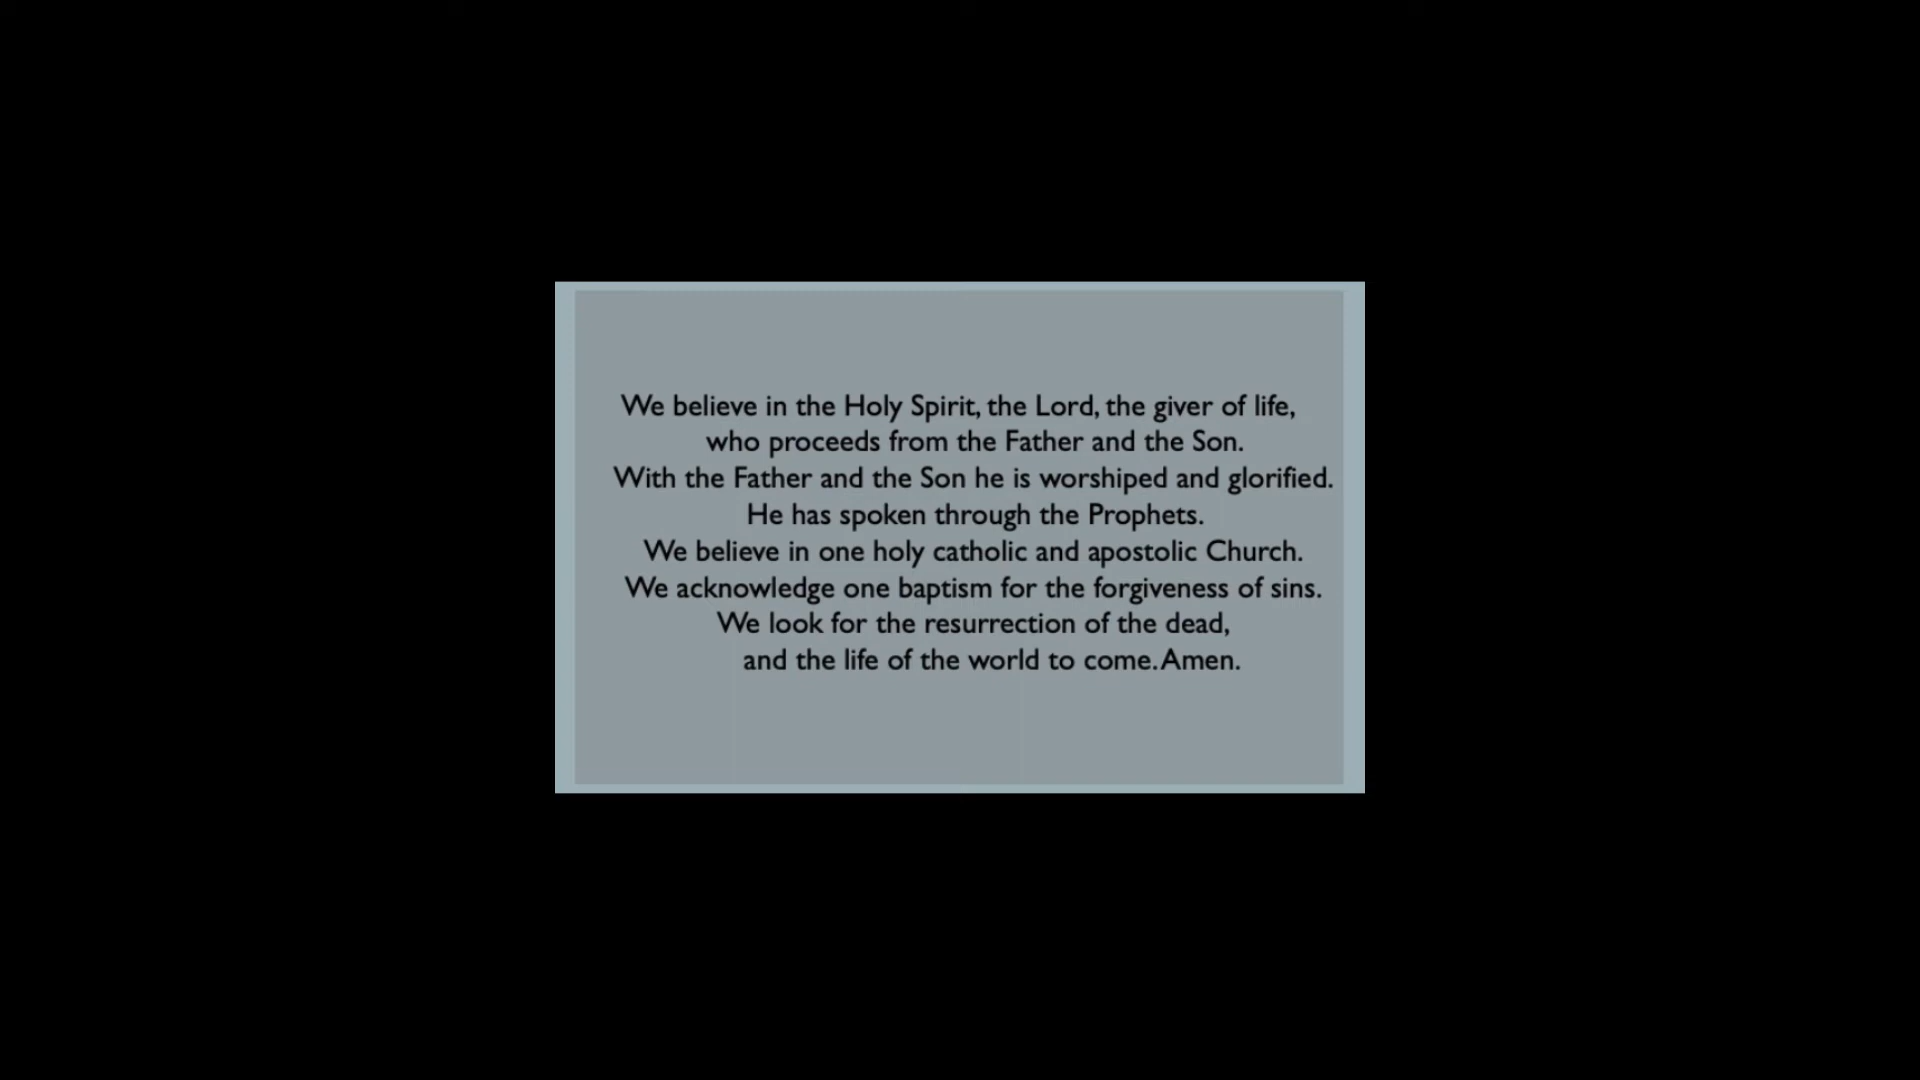 We believe in the Holy Spirit, the Lord, the giver of life,
who proceeds from the Father and the Son.
With the Father and the Son he is worshiped and glorified.
He has spoken through the Prophets.
We believe in one holy catholic and apostolic Church.
We acknowledge one baptism for the forgiveness of sins.
We look for the resurrection of the dead,
and the life of the world to come. Amen.